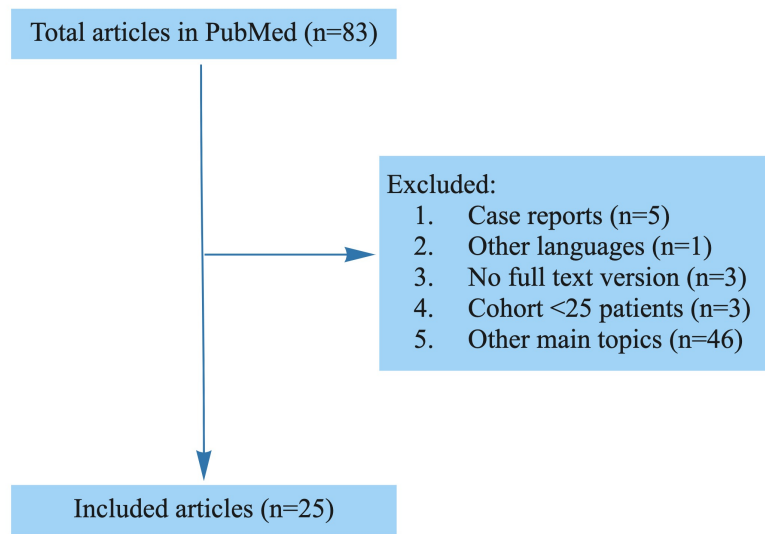 Total articles in PubMed (n=83)
Excluded:
1. Case reports (n=5)
2. Other languages (n=1)
3. No full text version (n=3)
4. Cohort <25 patients (n=3)
5. Other main topics (n=46)
Included articles (n=25)